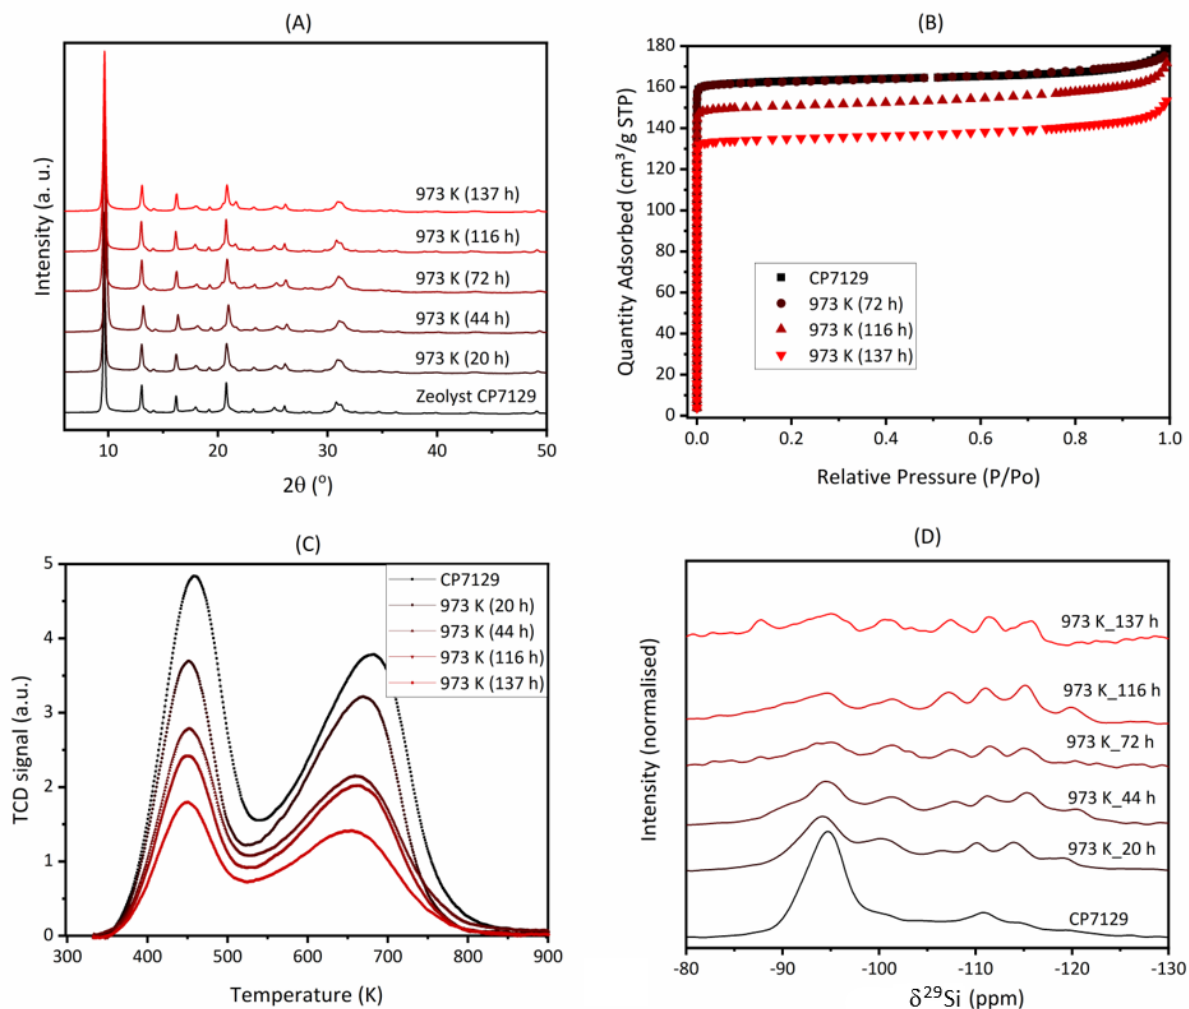 (A)
Intensity (a. u.)
973 K (137 h)
973 K (116 h)
973 K (72 h)
973 K (44 h)
973 K (20 h)
Zeolyst CP7129
10
20
30
40
50
2θ (°)
(B)
Quantity Adsorbed (cm³/g STP)
180
160
140
120
100
80
60
40
20
0
CP7129
973 K (72 h)
973 K (116 h)
973 K (137 h)
0.0
0.2
0.4
0.6
0.8
1.0
Relative Pressure (P/Po)
(C)
TCD signal (a.u.)
5
4
3
2
1
0
CP7129
973 K (20 h)
973 K (44 h)
973 K (116 h)
973 K (137 h)
300
400
500
600
700
800
900
Temperature (K)
(D)
Intensity (normalised)
973 K_137 h
973 K_116 h
973 K_72 h
973 K_44 h
973 K_20 h
CP7129
-80
-90
-100
-110
-120
-130
δ²⁹Si (ppm)